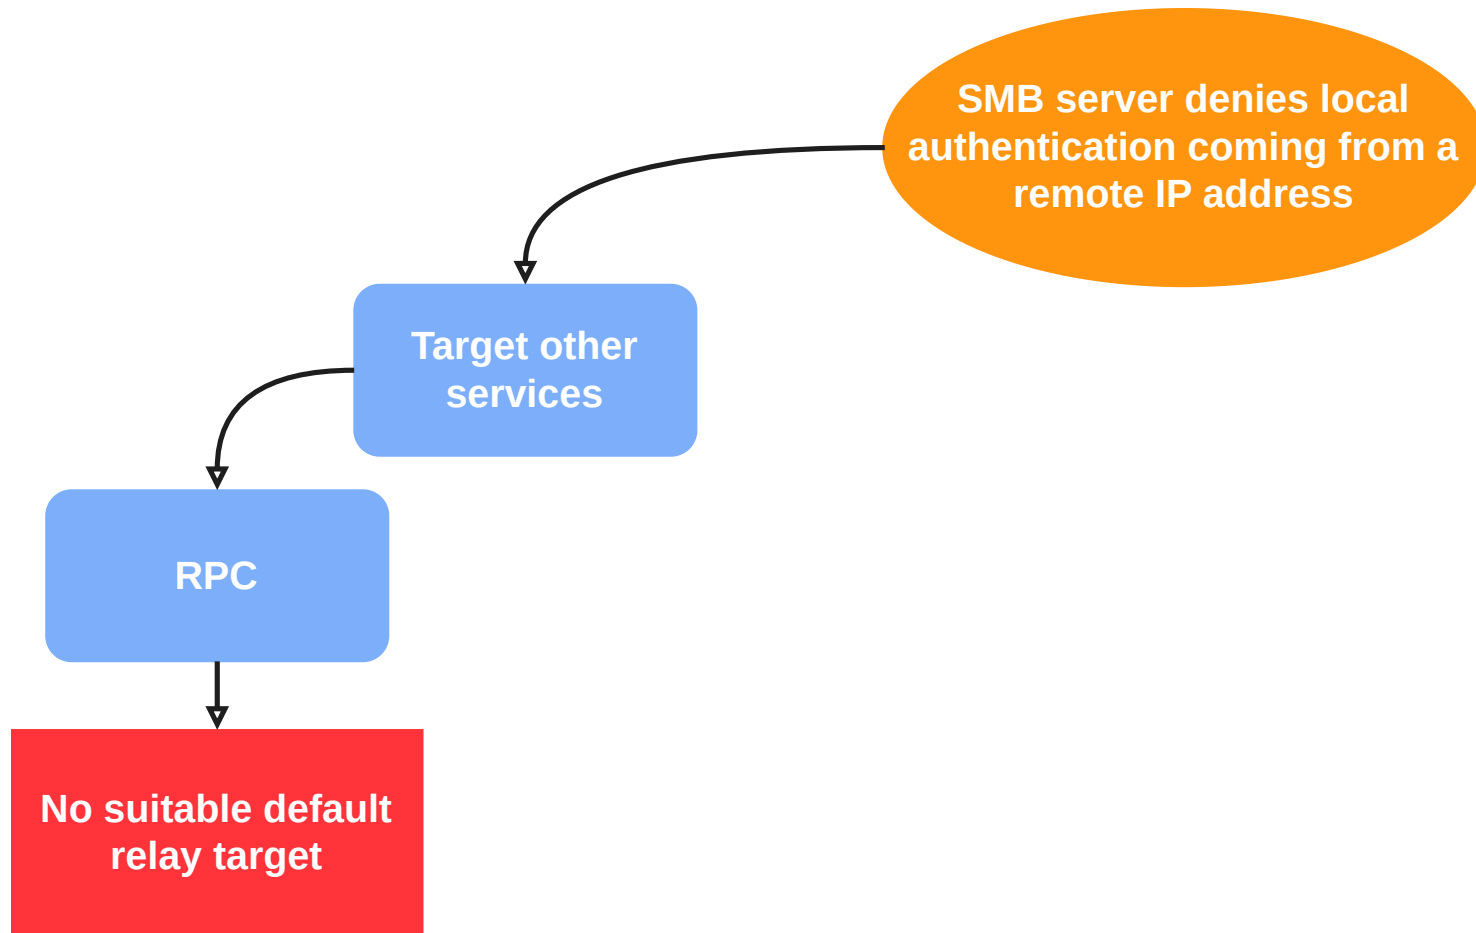 SMB server denies local
authentication coming from a
remote IP address
Target other
services
RPC
No suitable default
relay target